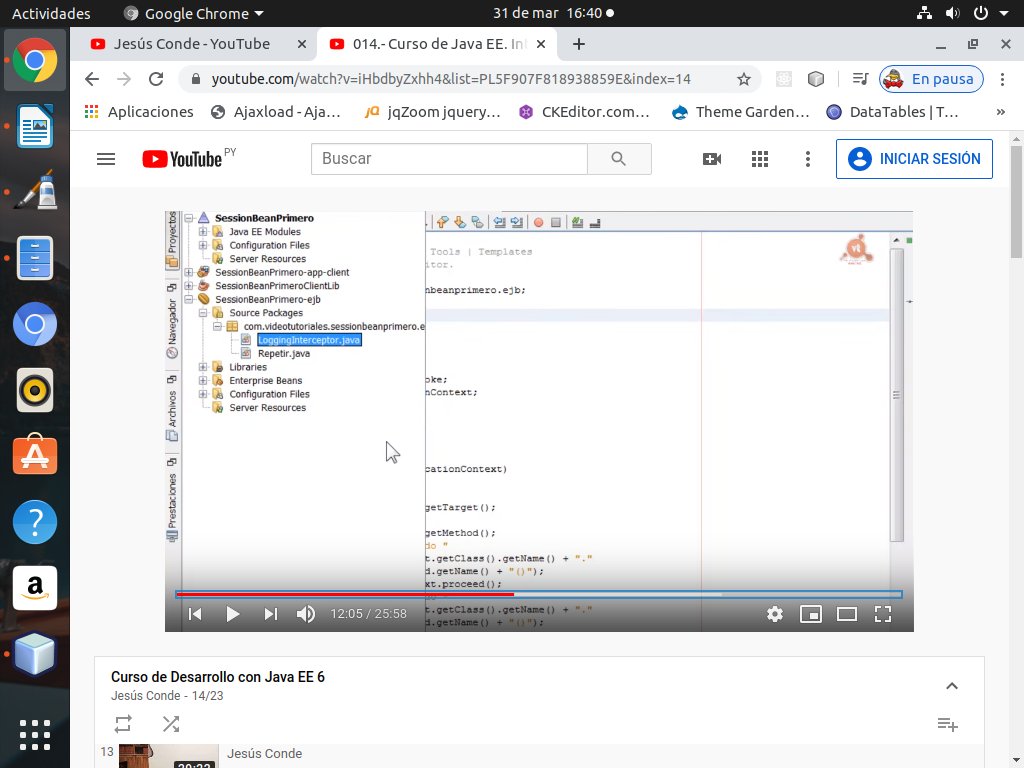 Actividades Google Chrome 31 de mar 16:40
Jesús Conde - YouTube 014.- Curso de Java EE. Int
youtube.com/watch?v=iHbdbyZxhh4&list=PL5F907F818938859E&index=14 En pausa
Aplicaciones Ajaxload - Aja... jqZoom jquery... CKEditor.com... Theme Garden... DataTables | T... »
YouTube PY Buscar INICIAR SESIÓN
Proyectos
Navegador
Archivos
Prestaciones
SessionBeanPrimero
Java EE Modules
Configuration Files
Server Resources
SessionBeanPrimero-app-client
SessionBeanPrimeroClientLib
SessionBeanPrimero-ejb
Source Packages
com.videotutoriales.sessionbeanprimero.e
LoggingInterceptor.java
Repetir.java
Libraries
Enterprise Beans
Configuration Files
Server Resources
Tools | Templates
itor.
nbeanprimero.ejb;
oke;
nContext;
cationContext)
getTarget();
getMethod();
do "
t.getClass().getName() + "."
d.getName() + "()");
xt.proceed();
t.getClass().getName() + "."
d.getName() + "()");
vt
12:05 / 25:58
Curso de Desarrollo con Java EE 6
Jesús Conde - 14/23
13 Jesús Conde